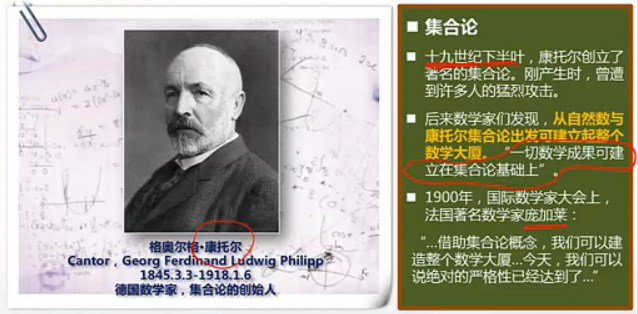 格奥尔格·康托尔
Cantor, Georg Ferdinand Ludwig Philipp
1845.3.3-1918.1.6
德国数学家，集合论的创始人
集合论
十九世纪下半叶，康托尔创立了
著名的集合论。刚产生时，曾遭
到许多人的猛烈攻击。
后来数学家们发现，从自然数与
康托尔集合论出发可建立起整个
数学大厦。“一切数学成果可建
立在集合论基础上”。
1900年，国际数学家大会上，
法国著名数学家庞加莱：
“…借助集合论概念，我们可以建
造整个数学大厦…今天，我们可以
说绝对的严格性已经达到了…”